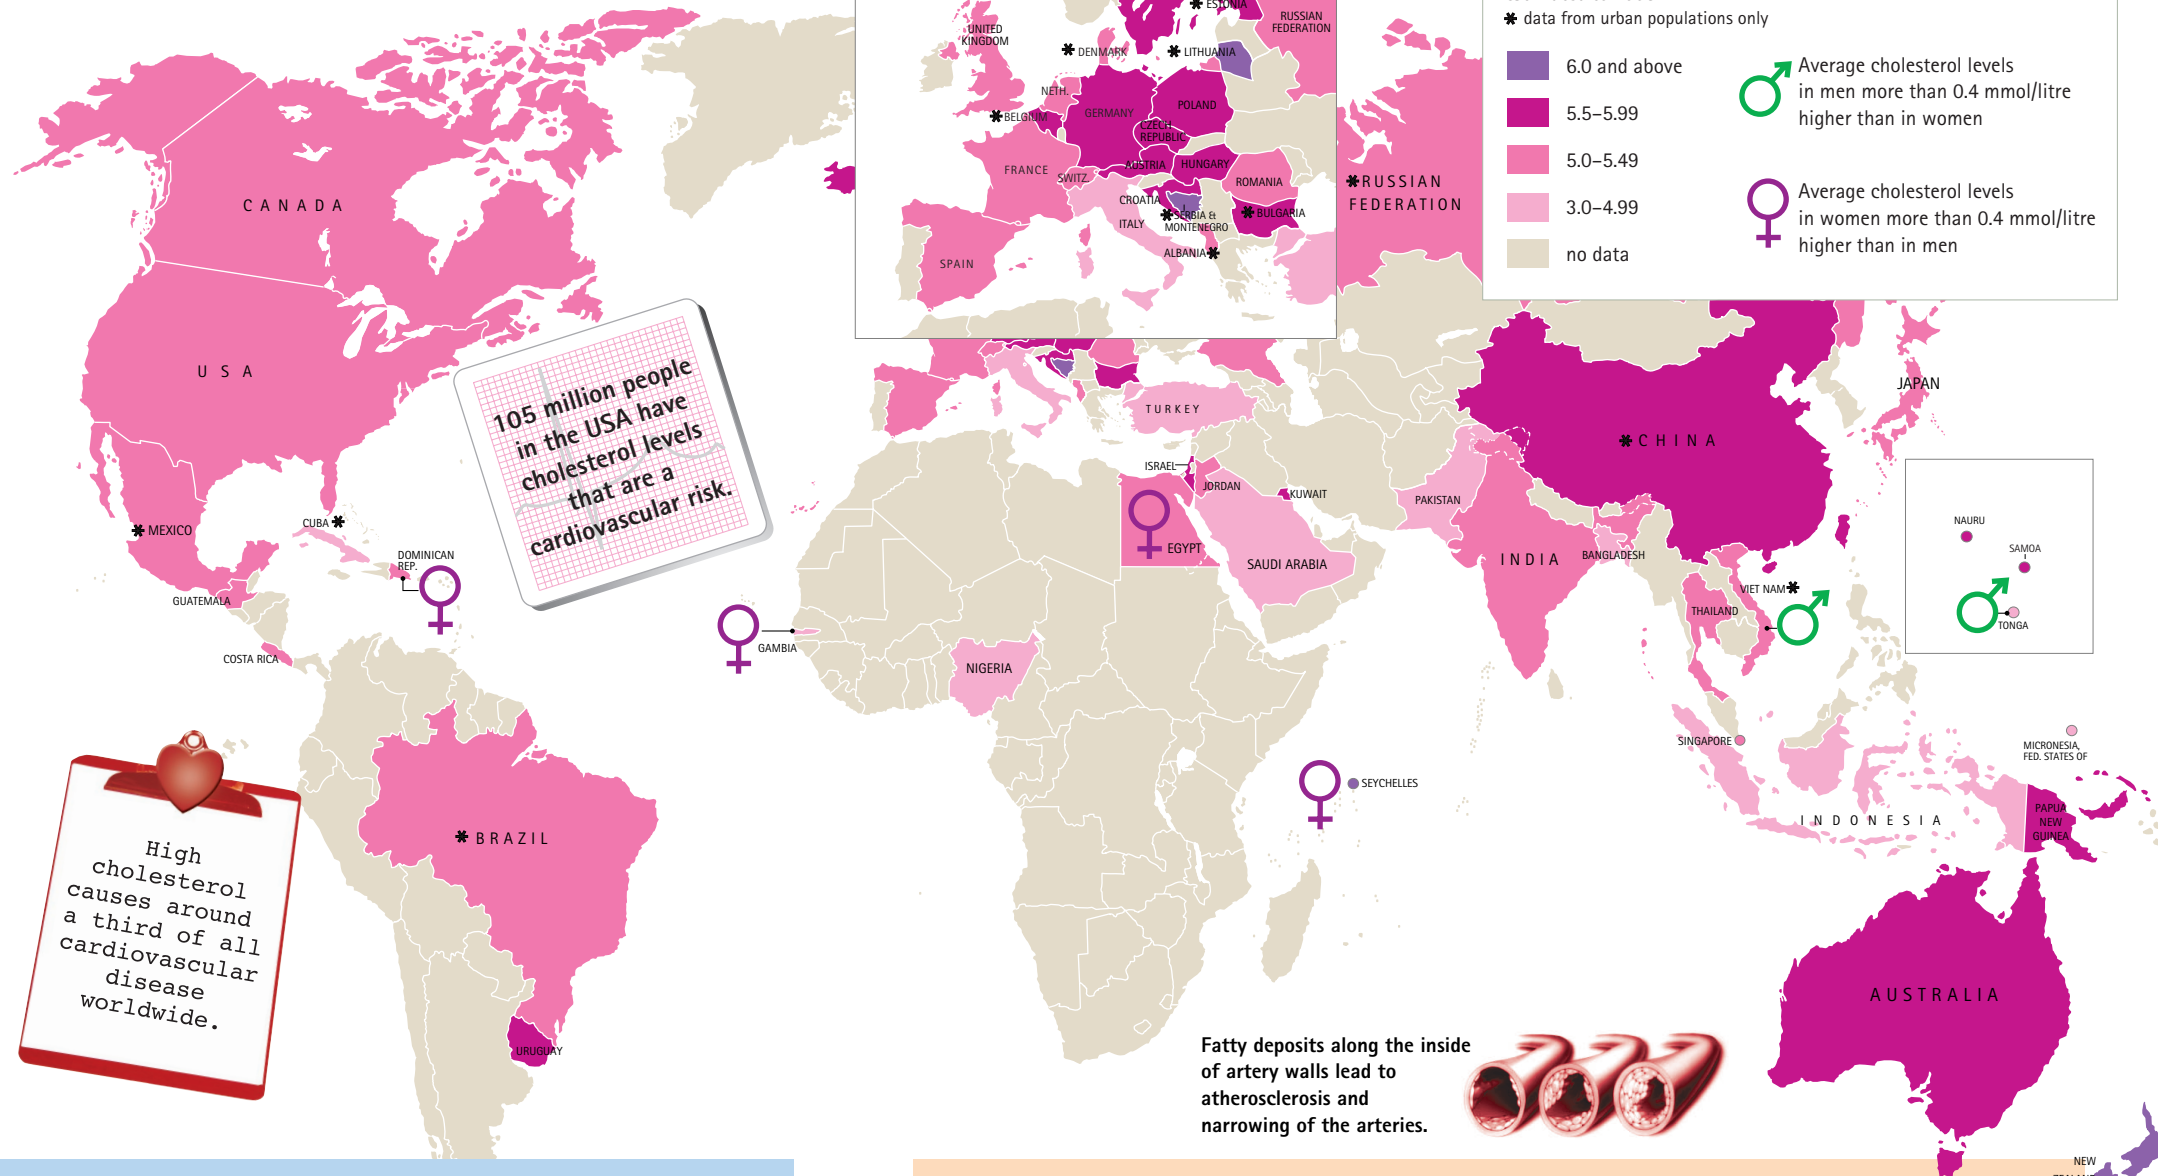 * data from urban populations only
6.0 and above
5.5–5.99
5.0–5.49
3.0–4.99
no data
Average cholesterol levels
in men more than 0.4 mmol/litre
higher than in women
Average cholesterol levels
in women more than 0.4 mmol/litre
higher than in men
* ESTONIA
RUSSIAN
FEDERATION
UNITED
KINGDOM
* DENMARK
* LITHUANIA
NETH.
* BELGIUM
GERMANY
POLAND
CZECH
REPUBLIC
FRANCE
SWITZ.
AUSTRIA
HUNGARY
ROMANIA
CROATIA
* SERBIA &
MONTENEGRO
* BULGARIA
ITALY
ALBANIA *
SPAIN
* RUSSIAN
FEDERATION
CANADA
USA
105 million people
in the USA have
cholesterol levels
that are a
cardiovascular risk.
* MEXICO
CUBA *
DOMINICAN
REP.
GUATEMALA
COSTA RICA
* BRAZIL
URUGUAY
High
cholesterol
causes around
a third of all
cardiovascular
disease
worldwide.
TURKEY
ISRAEL
JORDAN
KUWAIT
EGYPT
SAUDI ARABIA
GAMBIA
NIGERIA
SEYCHELLES
PAKISTAN
INDIA
BANGLADESH
* CHINA
JAPAN
VIET NAM *
THAILAND
SINGAPORE
INDONESIA
NAURU
SAMOA
TONGA
MICRONESIA,
FED. STATES OF
PAPUA
NEW
GUINEA
AUSTRALIA
NEW
Fatty deposits along the inside
of artery walls lead to
atherosclerosis and
narrowing of the arteries.